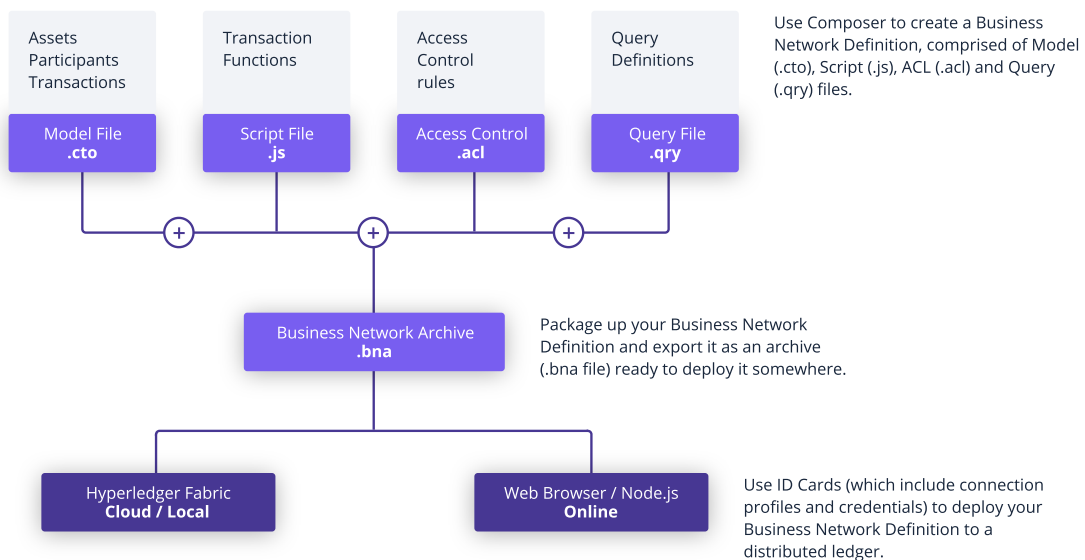 Assets
Participants
Transactions
Model File
.cto
Transaction
Functions
Script File
.js
Access
Control
rules
Access Control
.acl
Query
Definitions
Query File
.qry
Use Composer to create a Business
Network Definition, comprised of Model
(.cto), Script (.js), ACL (.acl) and Query
(.qry) files.
+
+
+
Business Network Archive
.bna
Package up your Business Network
Definition and export it as an archive
(.bna file) ready to deploy it somewhere.
Hyperledger Fabric
Cloud / Local
Web Browser / Node.js
Online
Use ID Cards (which include connection
profiles and credentials) to deploy your
Business Network Definition to a
distributed ledger.